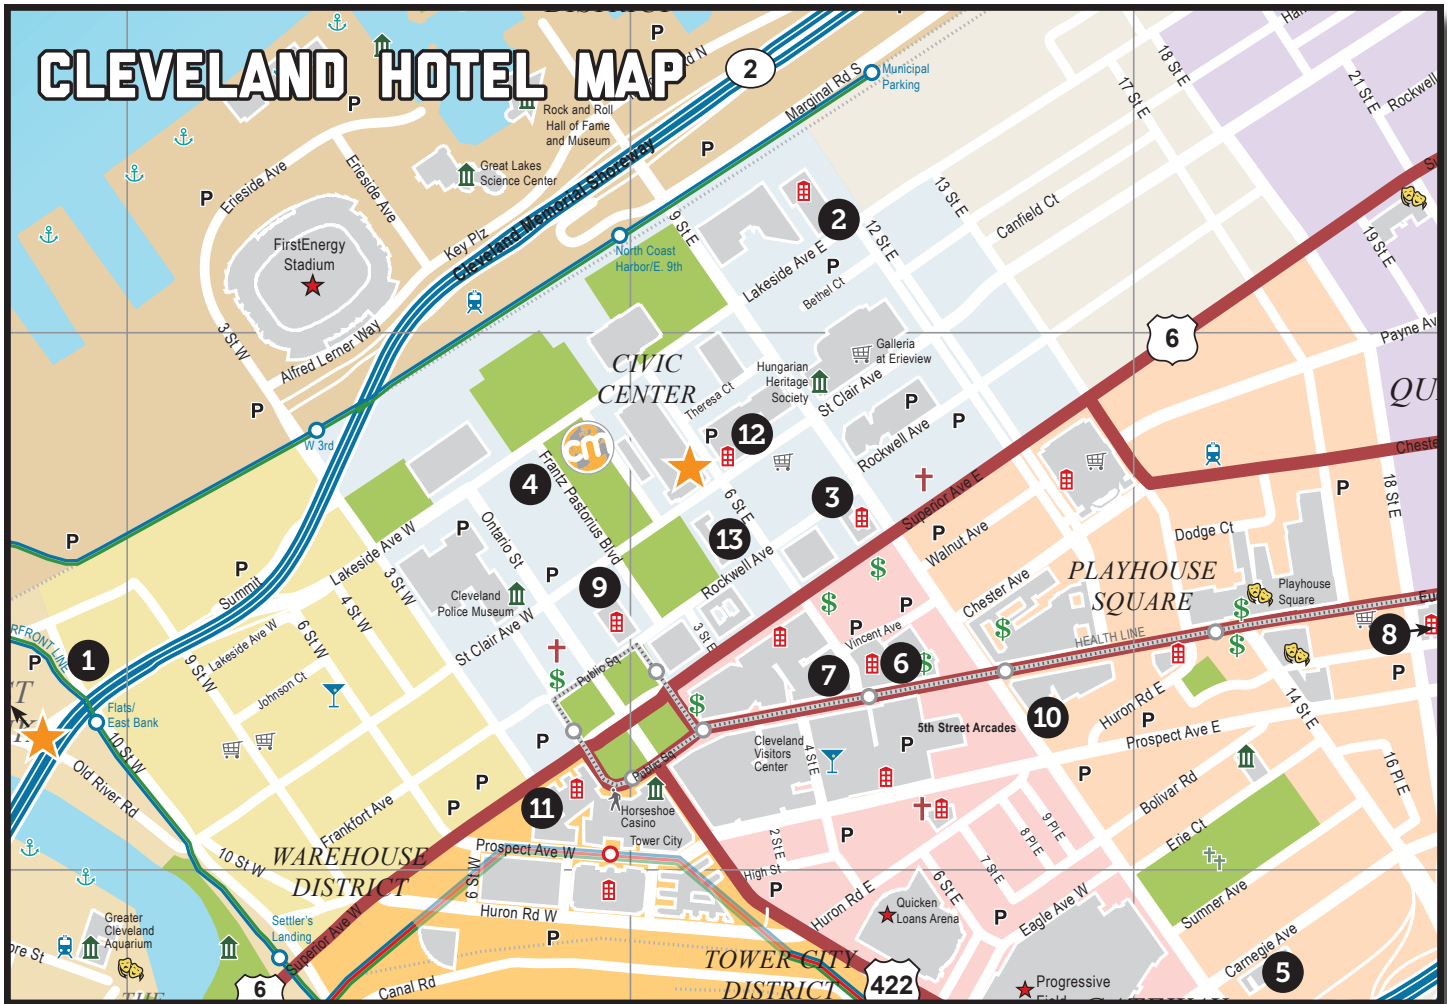 CLEVELAND HOTEL MAP
2
Marginal Rd S
Municipal
Parking
18 St E
17 St E
21 St E
Rockwell
P
Rock and Roll
Hall of Fame
and Museum
P
P
Erieside Ave
Erieside Ave
Great Lakes
Science Center
Cleveland Memorial Shoreway
P
P
Key Plz
FirstEnergy
Stadium
9 St E
North Coast
Harbor/E. 9th
2
12 St E
13 St E
Canfield Ct
19 St E
Lakeside Ave E
P
Bethel Ct
3 St W
Alfred Lerner Way
6
Payne Av
CIVIC
CENTER
Galleria
at Erieview
Hungarian
Heritage
Society
St Clair Ave
Theresa Ct
P
W 3rd
P
12
P
P
Rockwell Ave
Cheste
cm
4
Frantz Pastorius Blvd
6 St E
3
Superior Ave E
P
18 St E
P
Ontario St
P
Lakeside Ave W
13
Rockwell Ave
P
Walnut Ave
Dodge Ct
P
Summit
3 St W
4 St W
P
9
Cleveland
Police Museum
St Clair Ave W
3 St E
P
P
Vincent Ave
Chester Ave
PLAYHOUSE
SQUARE
Playhouse
Square
HEALTH LINE
8
P
RFRONT LINE
P
1
Lakeside Ave W
6 St W
9 St W
Johnson Ct
Public Sq
7
6
Flats/
East Bank
10 St W
Old River Rd
P
5th Street Arcades
10
Huron Rd E
P
Prospect Ave E
14 St E
Cleveland
Visitors
Center
4 St E
P
Public Sq
P
P
P
Frankfort Ave
11
Horseshoe
Casino
Tower City
Bolivar Rd
16 Pl E
10 St W
WAREHOUSE
DISTRICT
Prospect Ave W
6 St W
2 St E
P
High St
P
9 Pl E
8 Pl E
7 St E
Erie Ct
Huron Rd W
P
Huron Rd E
6 St E
Quicken
Loans Arena
P
Eagle Ave W
Sumner Ave
Greater
Cleveland
Aquarium
Settler's
Landing
Superior Ave W
6
Canal Rd
TOWER CITY
DISTRICT
422
Progressive
Carnegie Ave
5
THE